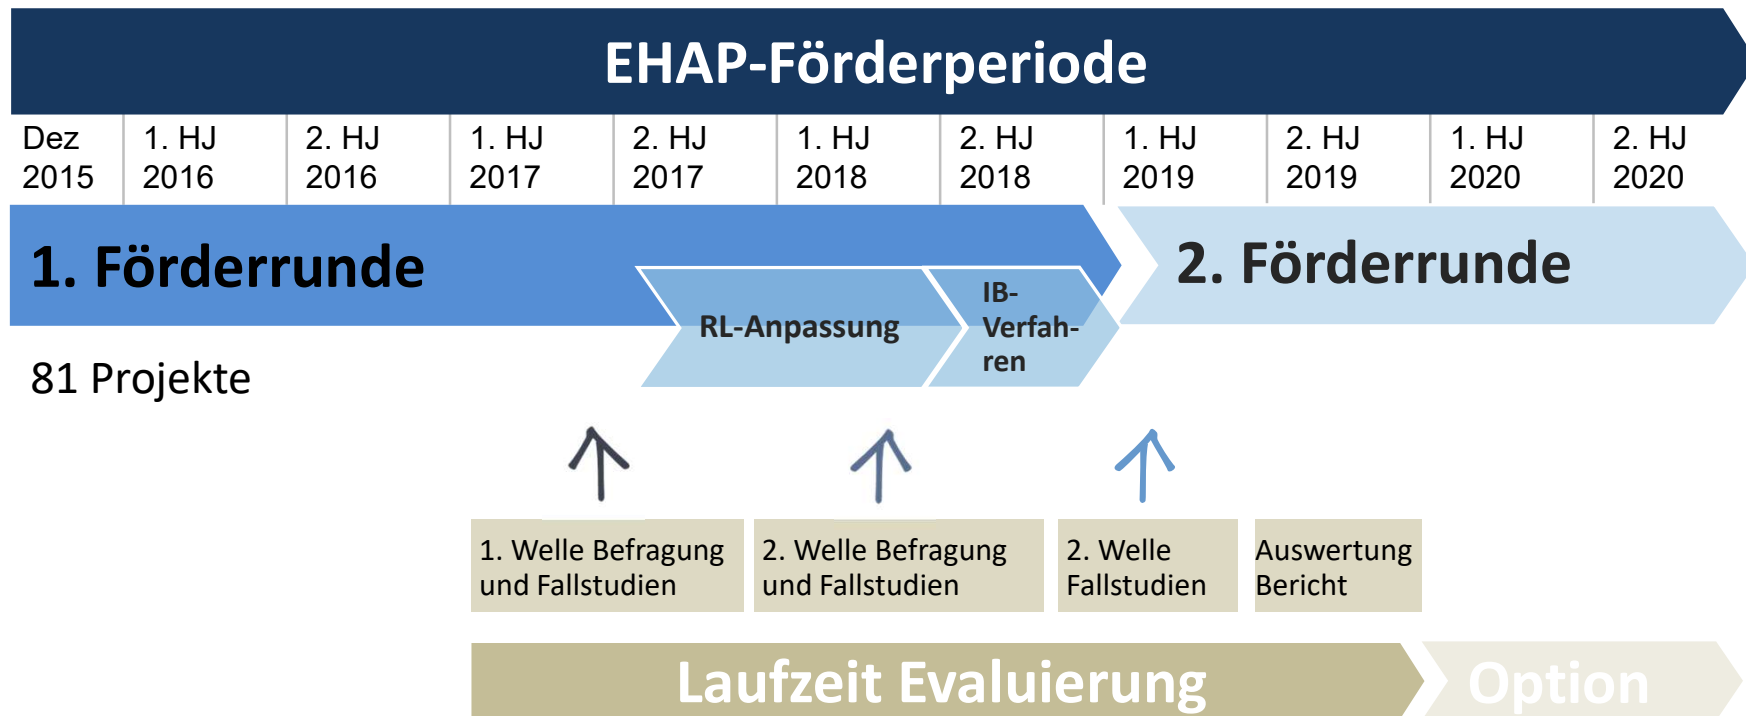 EHAP-Förderperiode
Dez 2015
1. HJ 2016
2. HJ 2016
1. HJ 2017
2. HJ 2017
1. HJ 2018
2. HJ 2018
1. HJ 2019
2. HJ 2019
1. HJ 2020
2. HJ 2020
1. Förderrunde
2. Förderrunde
RL-Anpassung
IB-
Verfah-
ren
81 Projekte
1. Welle Befragung
und Fallstudien
2. Welle Befragung
und Fallstudien
2. Welle
Fallstudien
Auswertung
Bericht
Laufzeit Evaluierung
Option